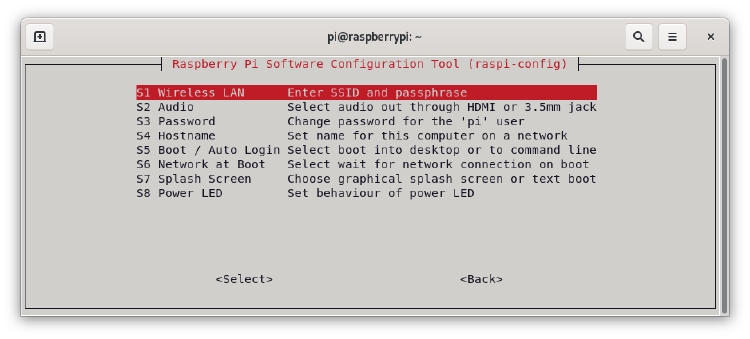 pi@raspberrypi: ~
Raspberry Pi Software Configuration Tool (raspi-config)
S1 Wireless LAN Enter SSID and passphrase
S2 Audio Select audio out through HDMI or 3.5mm jack
S3 Password Change password for the 'pi' user
S4 Hostname Set name for this computer on a network
S5 Boot / Auto Login Select boot into desktop or to command line
S6 Network at Boot Select wait for network connection on boot
S7 Splash Screen Choose graphical splash screen or text boot
S8 Power LED Set behaviour of power LED
<Select> <Back>